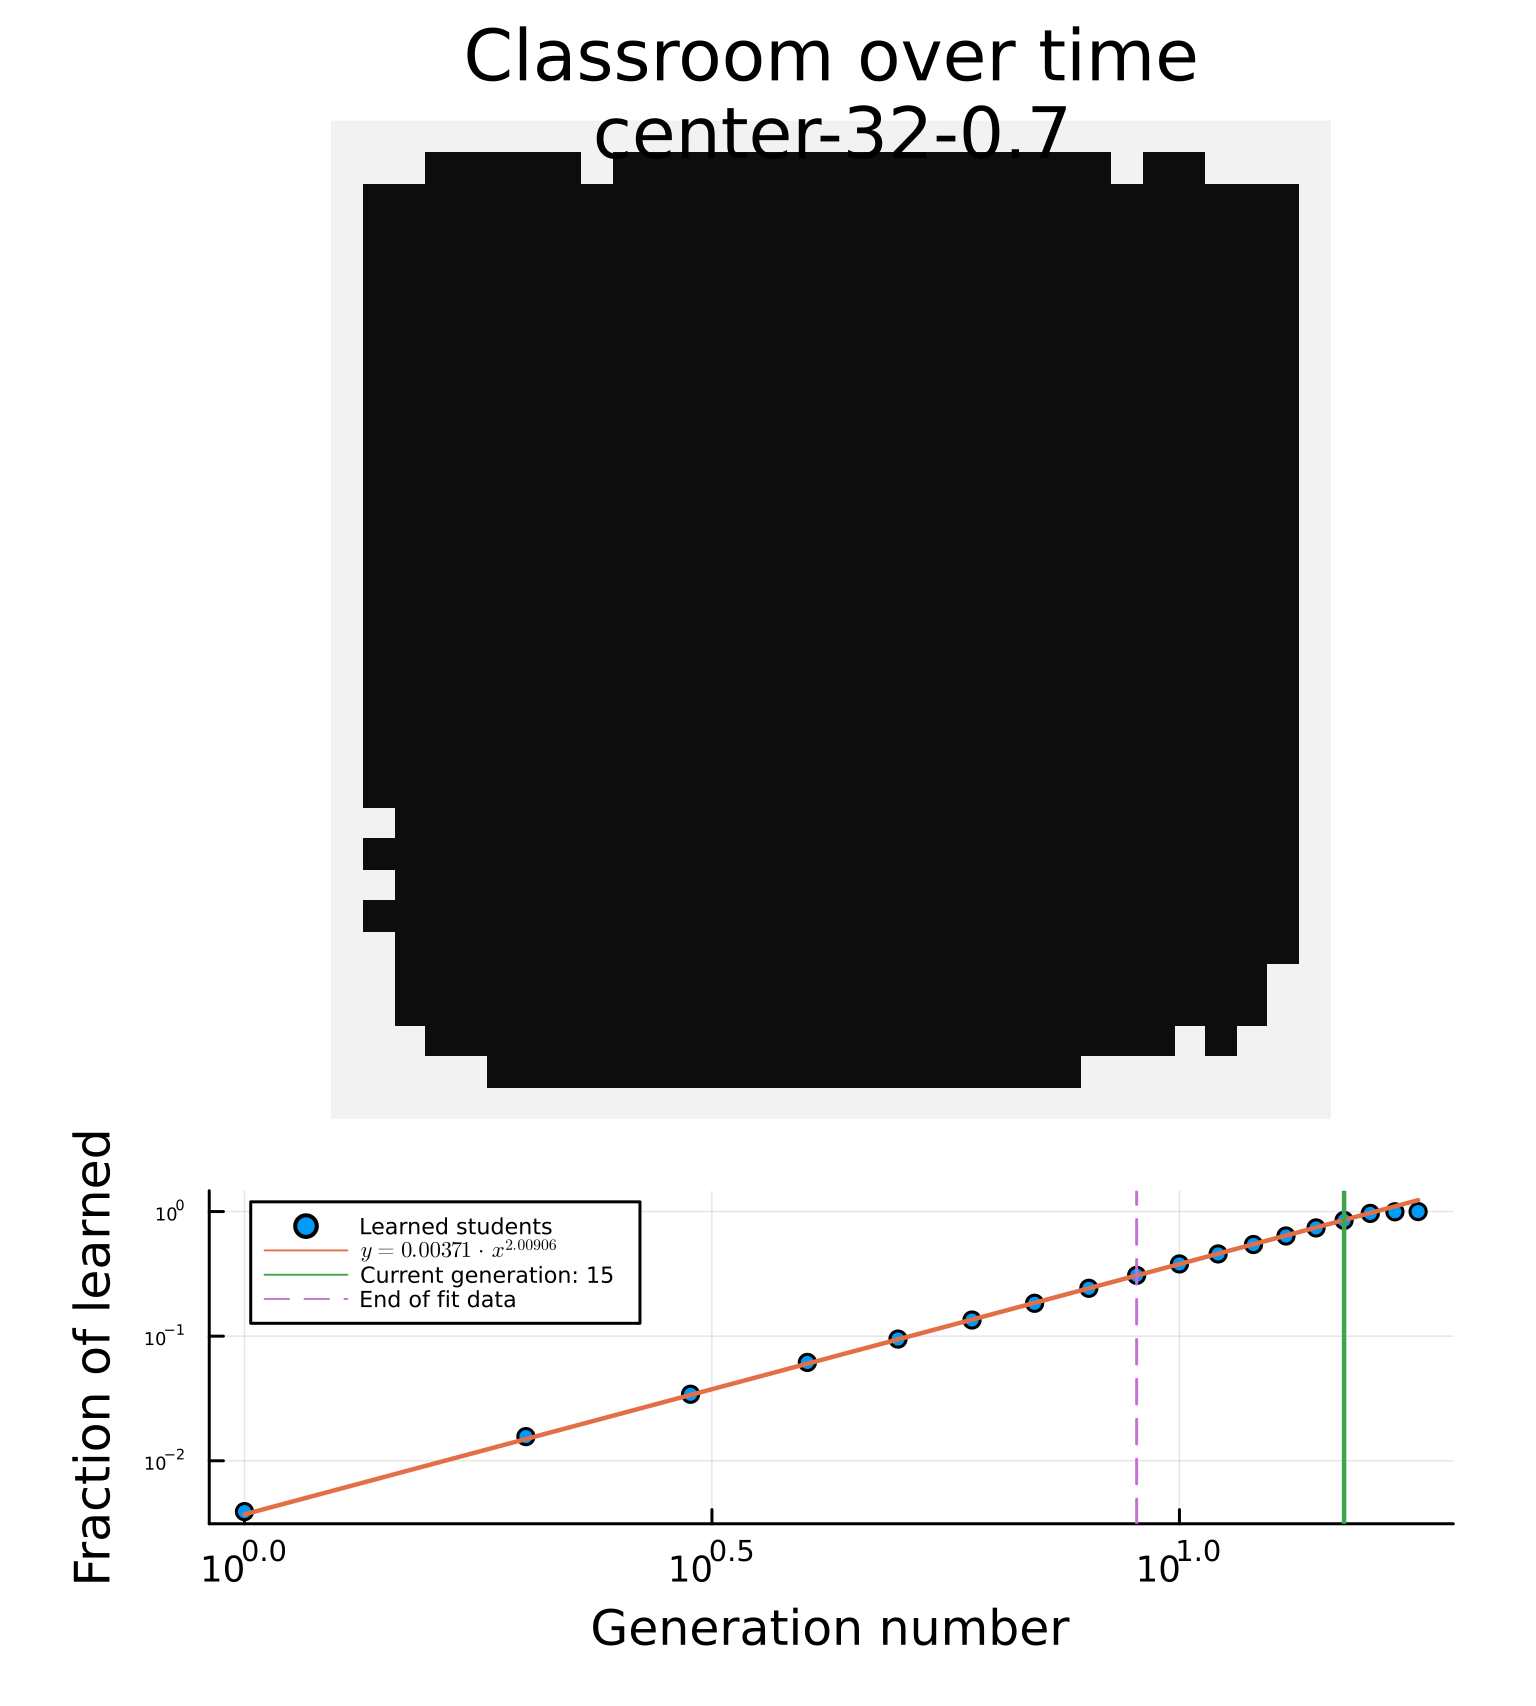 Classroom over time
center-32-0.7
Fraction of learned
10⁰
10⁻¹
10⁻²
Learned students
y = 0.00371 · x^2.00906
Current generation: 15
End of fit data
10^0.0 10^0.5 10^1.0
Generation number